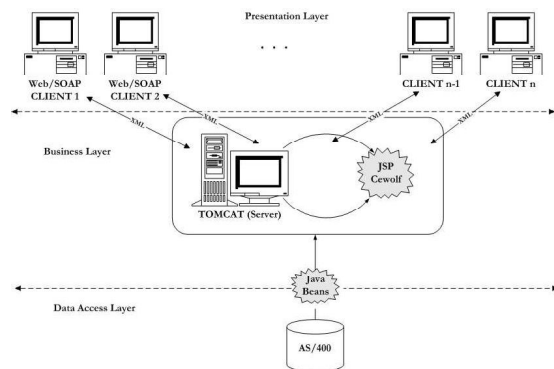 Presentation Layer
. . .
Web/SOAP
CLIENT 1
Web/SOAP
CLIENT 2
CLIENT n-1
CLIENT n
XML
XML
XML
XML
Business Layer
JSP
Cewolf
TOMCAT (Server)
Java
Beans
Data Access Layer
AS/400